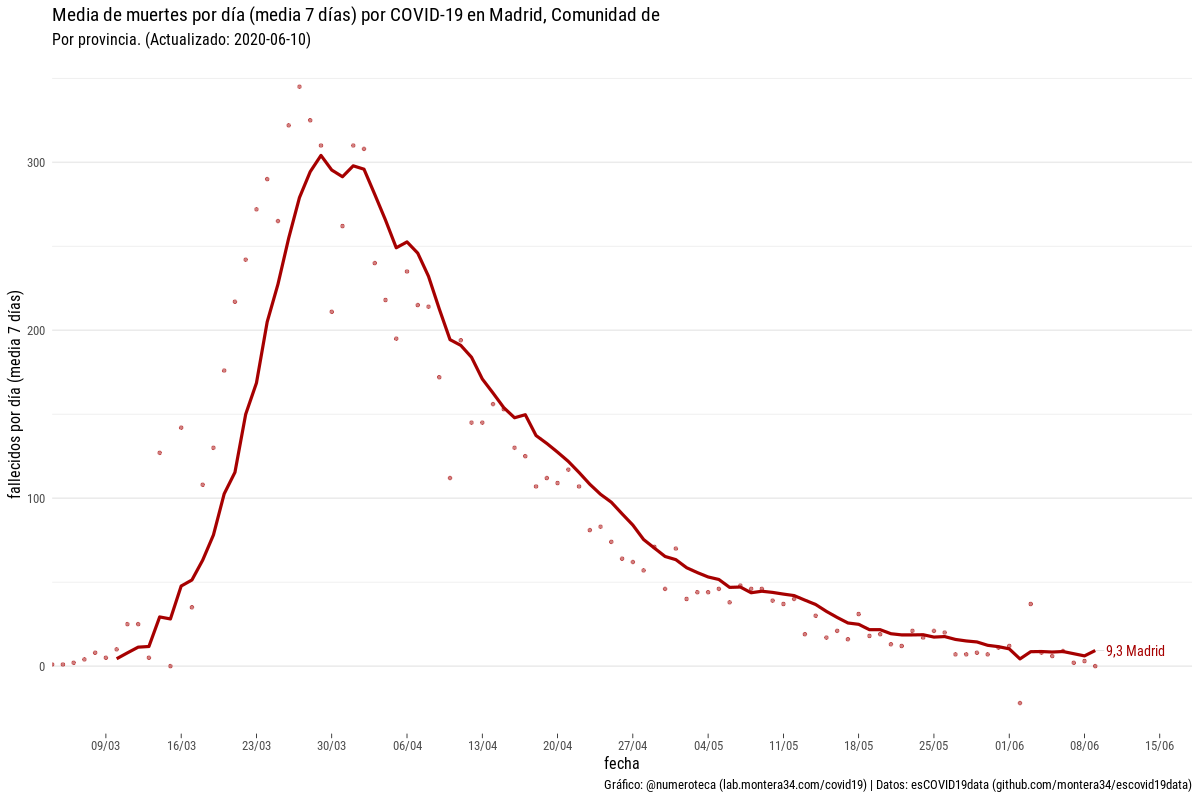 Media de muertes por día (media 7 días) por COVID-19 en Madrid, Comunidad de
Por provincia. (Actualizado: 2020-06-10)
fallecidos por día (media 7 días)
300
200
100
0
9,3 Madrid
09/03 16/03 23/03 30/03 06/04 13/04 20/04 27/04 04/05 11/05 18/05 25/05 01/06 08/06 15/06
fecha
Gráfico: @numeroteca (lab.montera34.com/covid19) | Datos: esCOVID19data (github.com/montera34/escovid19data)